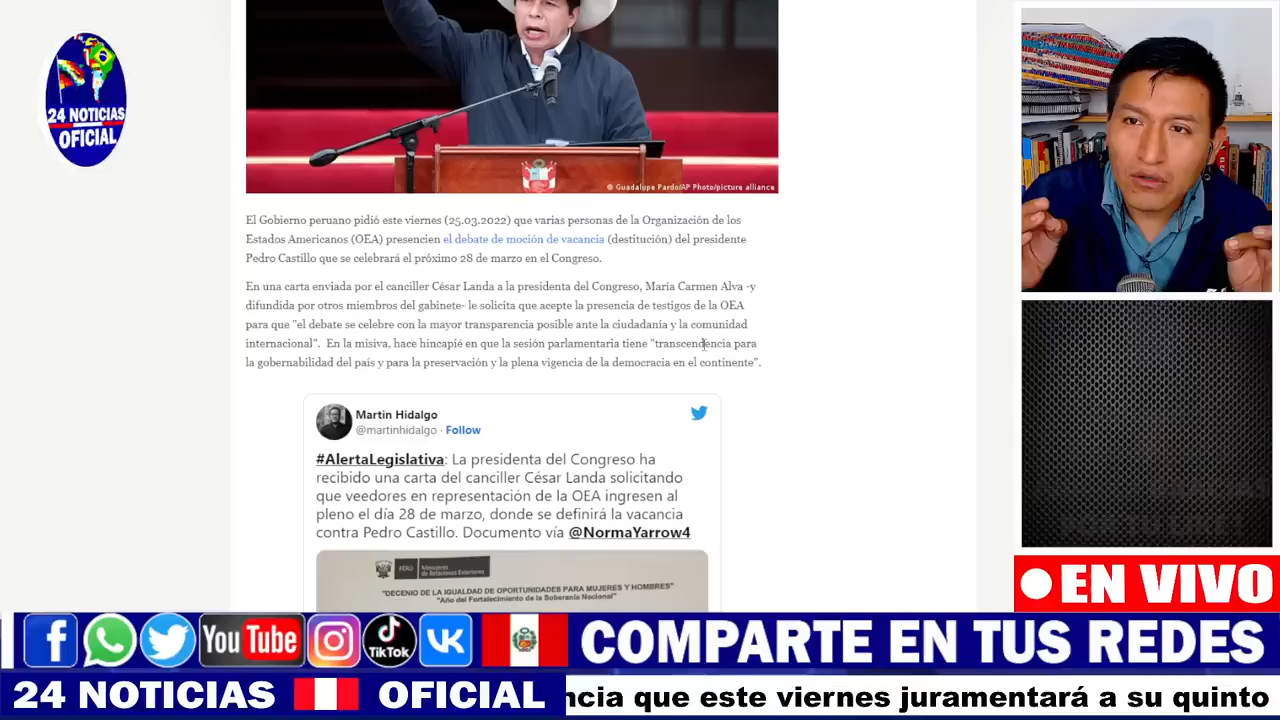 24 NOTICIAS
OFICIAL
© Guadalupe Pardo/AP Photo/picture alliance
El Gobierno peruano pidió este viernes (25.03.2022) que varias personas de la Organización de los
Estados Americanos (OEA) presencien el debate de moción de vacancia (destitución) del presidente
Pedro Castillo que se celebrará el próximo 28 de marzo en el Congreso.
En una carta enviada por el canciller César Landa a la presidenta del Congreso, Maria Carmen Alva -y
difundida por otros miembros del gabinete- le solicita que acepte la presencia de testigos de la OEA
para que "el debate se celebre con la mayor transparencia posible ante la ciudadanía y la comunidad
internacional". En la misiva, hace hincapié en que la sesión parlamentaria tiene "transcendencia para
la gobernabilidad del país y para la preservación y la plena vigencia de la democracia en el continente".
Martin Hidalgo
@martinhidalgo · Follow
#AlertaLegislativa: La presidenta del Congreso ha
recibido una carta del canciller César Landa solicitando
que veedores en representación de la OEA ingresen al
pleno el día 28 de marzo, donde se definirá la vacancia
contra Pedro Castillo. Documento vía @NormaYarrow4
PERÚ Ministerio
de Relaciones Exteriores
"DECENIO DE LA IGUALDAD DE OPORTUNIDADES PARA MUJERES Y HOMBRES"
"Año del Fortalecimiento de la Soberanía Nacional"
EN VIVO
You Tube
TikTok
COMPARTE EN TUS REDES
24 NOTICIAS OFICIAL
ncia que este viernes juramentará a su quinto